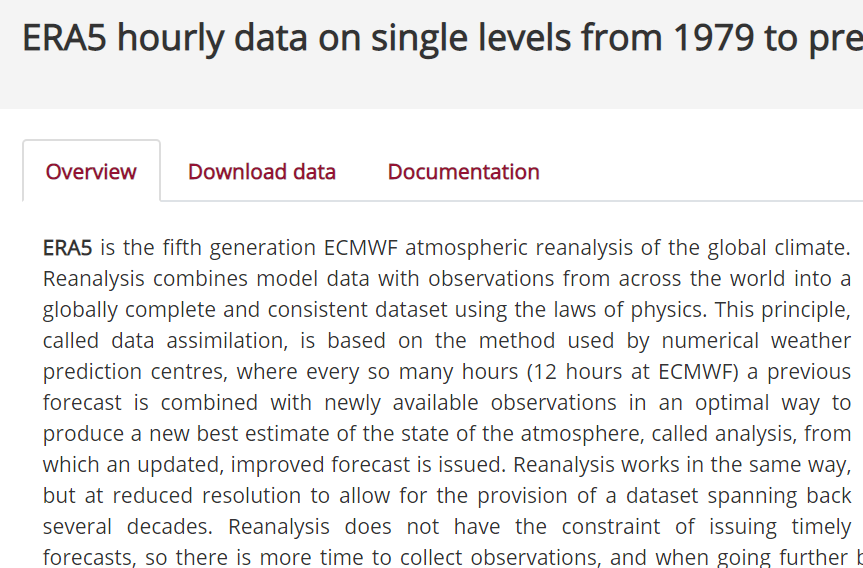 ERA5 hourly data on single levels from 1979 to pre
Overview Download data Documentation
ERA5 is the fifth generation ECMWF atmospheric reanalysis of the global climate.
Reanalysis combines model data with observations from across the world into a
globally complete and consistent dataset using the laws of physics. This principle,
called data assimilation, is based on the method used by numerical weather
prediction centres, where every so many hours (12 hours at ECMWF) a previous
forecast is combined with newly available observations in an optimal way to
produce a new best estimate of the state of the atmosphere, called analysis, from
which an updated, improved forecast is issued. Reanalysis works in the same way,
but at reduced resolution to allow for the provision of a dataset spanning back
several decades. Reanalysis does not have the constraint of issuing timely
forecasts, so there is more time to collect observations, and when going further b